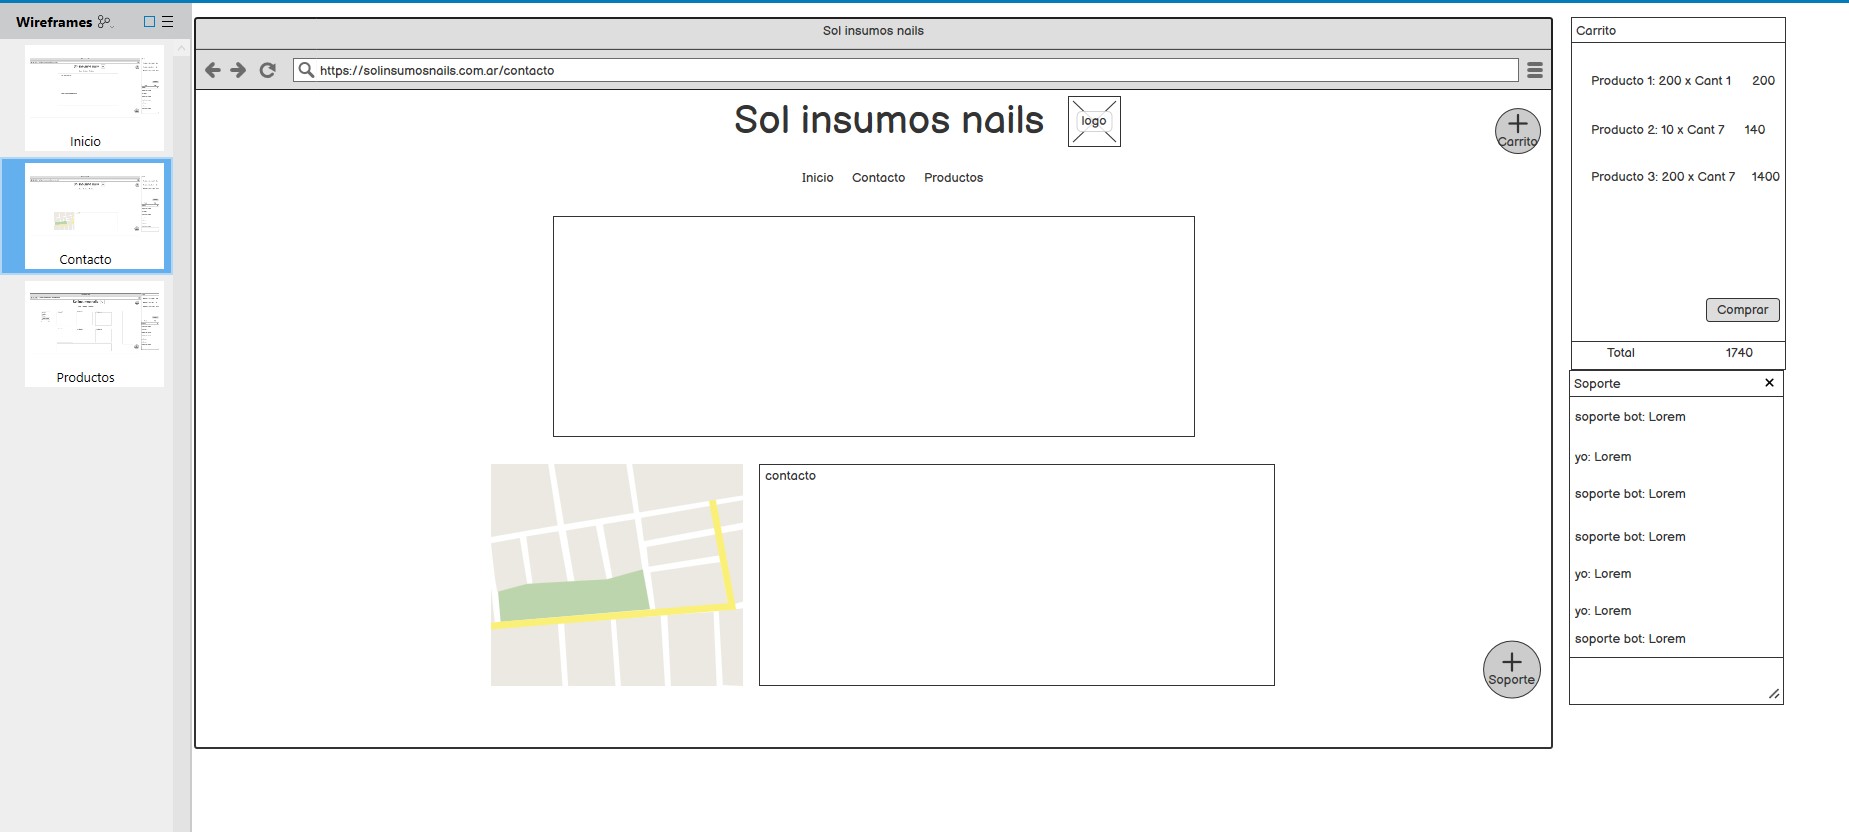 Wireframes
Inicio
Contacto
Productos
Sol insumos nails
https://solinsumosnails.com.ar/contacto
Sol insumos nails
logo
Carrito
Inicio Contacto Productos
contacto
Soporte
Carrito
Producto 1: 200 x Cant 1 200
Producto 2: 10 x Cant 7 140
Producto 3: 200 x Cant 7 1400
Comprar
Total 1740
Soporte
soporte bot: Lorem
yo: Lorem
soporte bot: Lorem
soporte bot: Lorem
yo: Lorem
yo: Lorem
soporte bot: Lorem